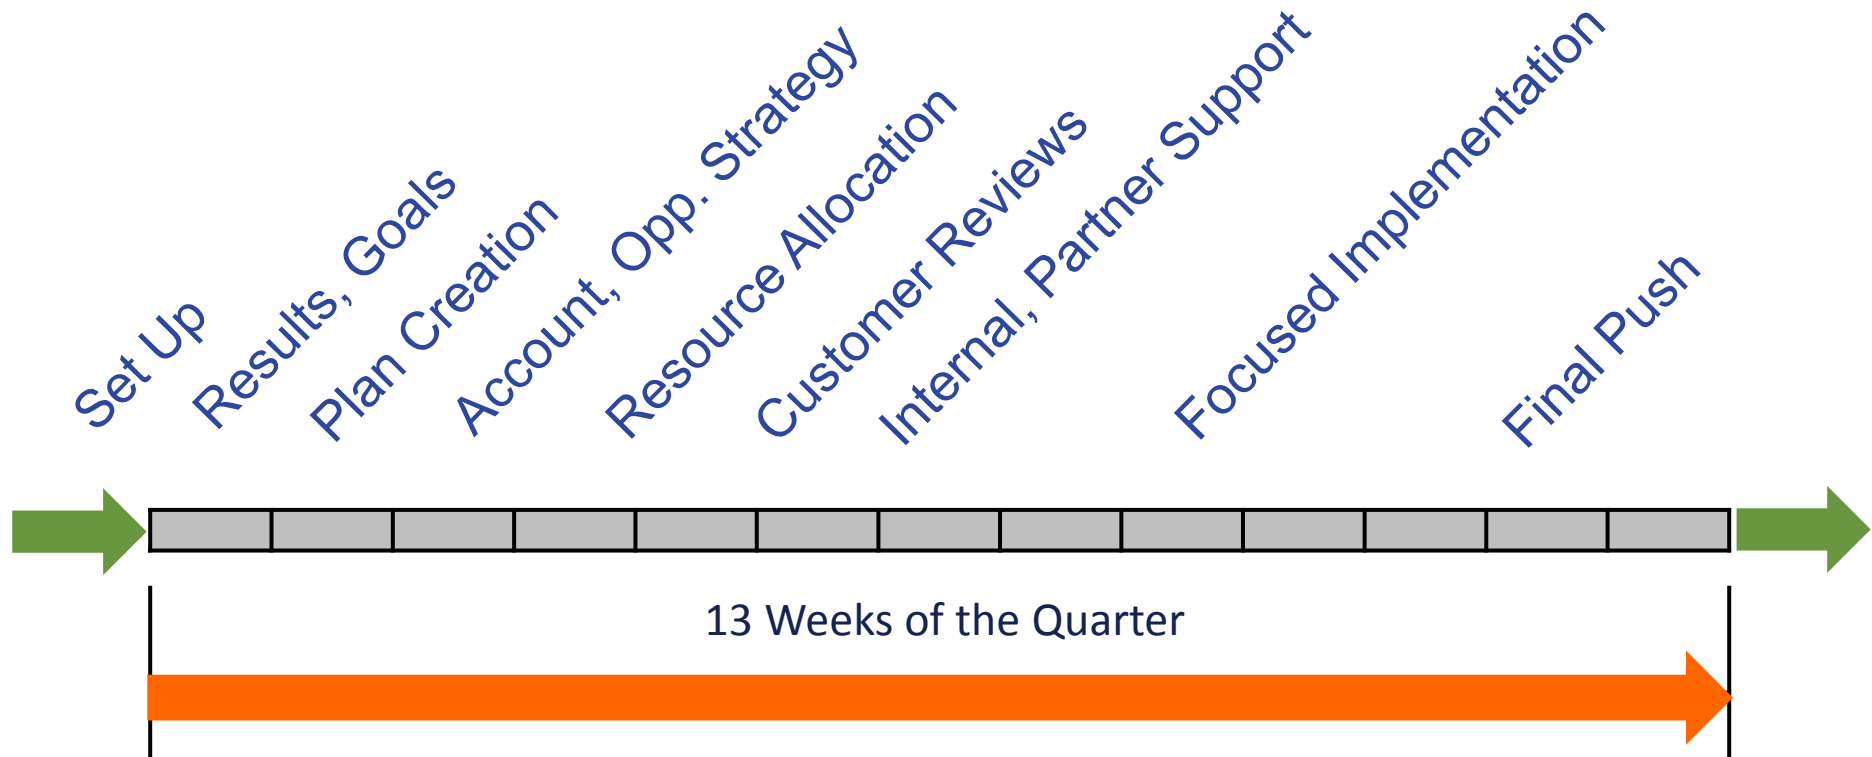 Set Up
Results, Goals
Plan Creation
Account, Opp. Strategy
Resource Allocation
Customer Reviews
Internal, Partner Support
Focused Implementation
Final Push
13 Weeks of the Quarter